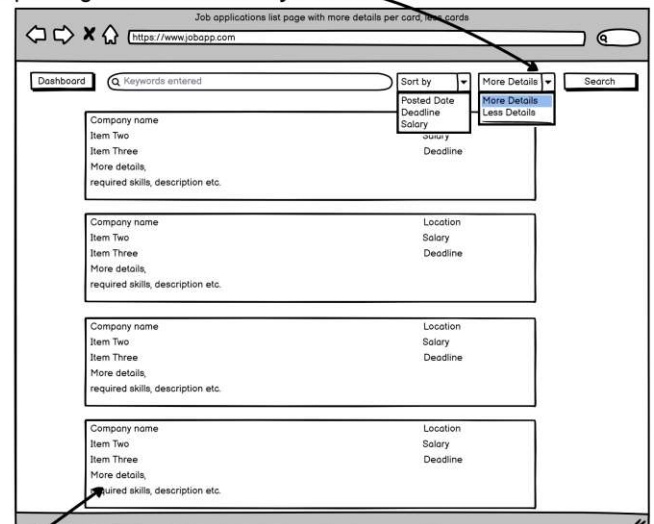 Job applications list page with more details per card, less cards
https://www.jobapp.com
Dashboard
Keywords entered
Sort by
More Details
Search
Posted Date
Deadline
Salary
More Details
Less Details
Company name
Item Two Salary
Item Three Deadline
More details,
required skills, description etc.
Company name Location
Item Two Salary
Item Three Deadline
More details,
required skills, description etc.
Company name Location
Item Two Salary
Item Three Deadline
More details,
required skills, description etc.
Company name Location
Item Two Salary
Item Three Deadline
More details,
required skills, description etc.